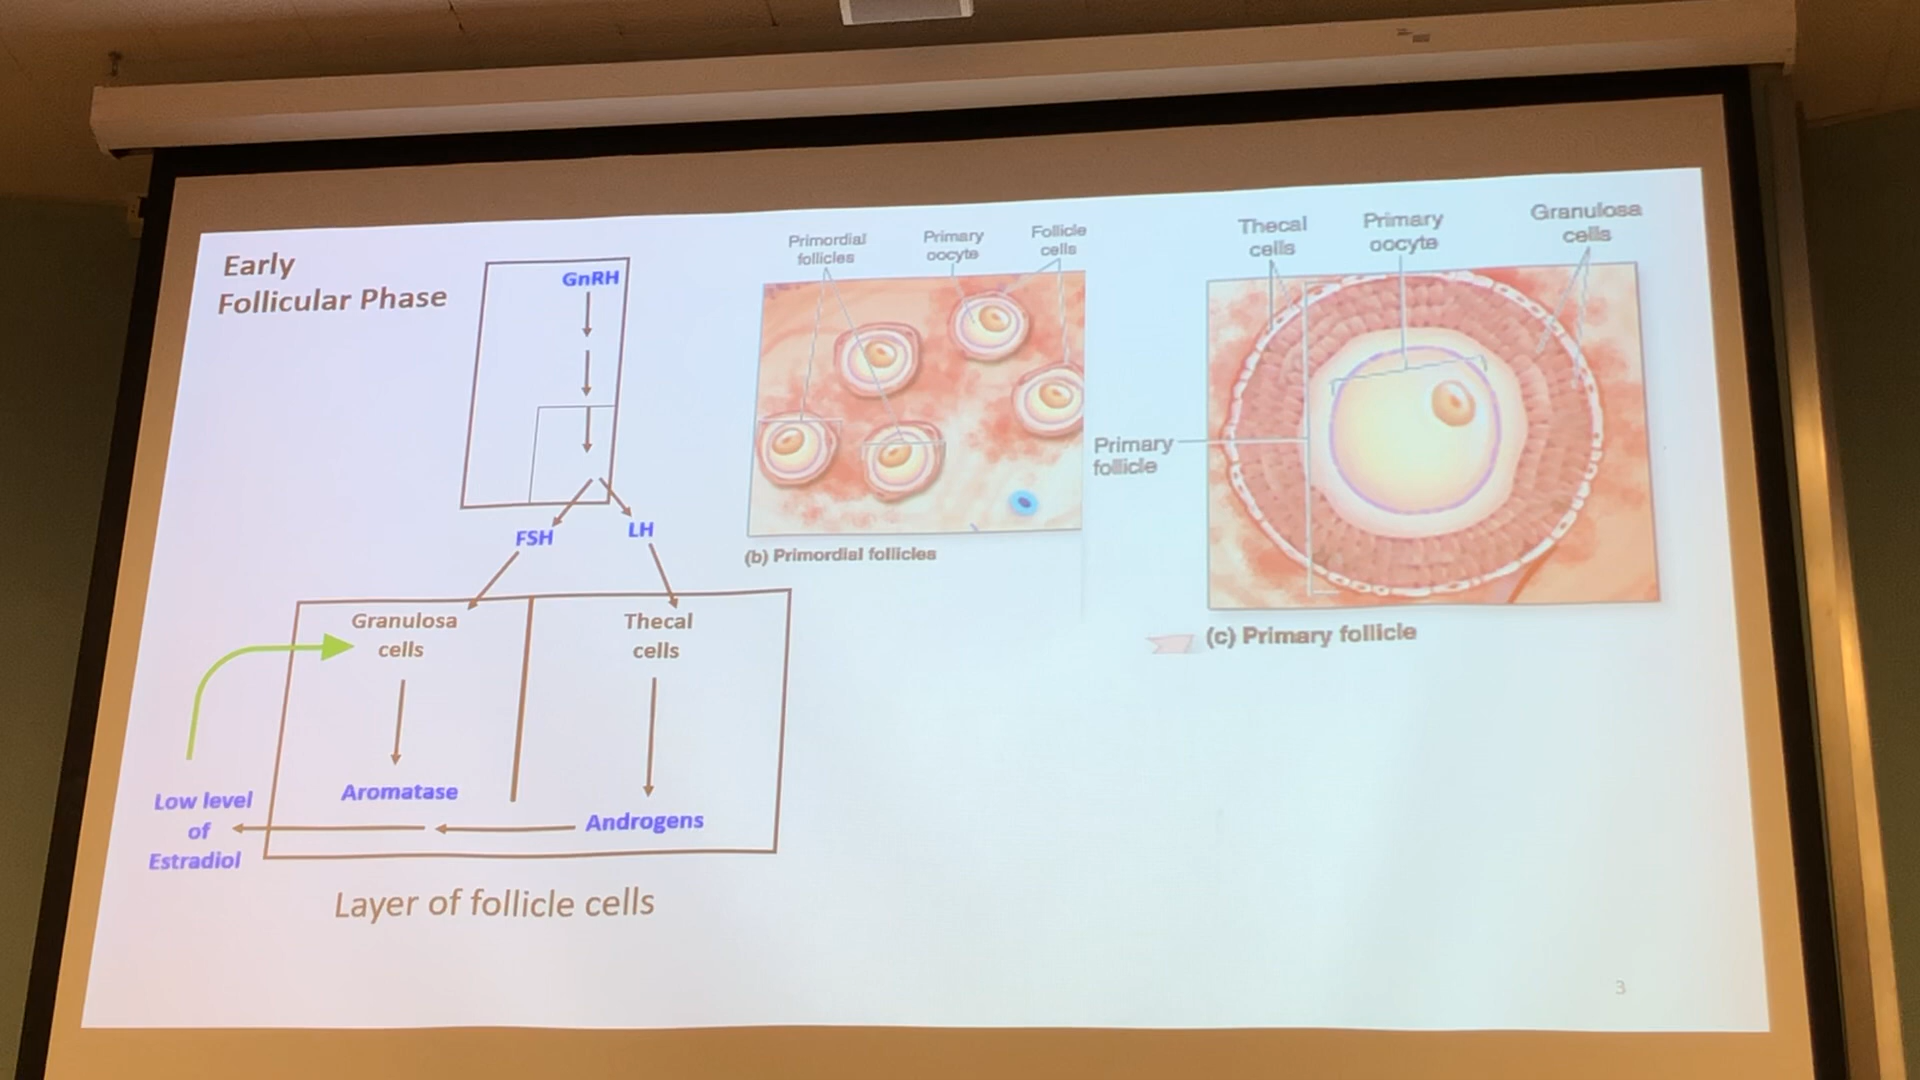 Early
Follicular Phase
GnRH
FSH
LH
Granulosa
cells
Thecal
cells
Aromatase
Androgens
Low level
of
Estradiol
Layer of follicle cells
Primordial
follicles
Primary
oocyte
Follicle
cells
(b) Primordial follicles
Thecal
cells
Primary
oocyte
Granulosa
cells
Primary
follicle
(c) Primary follicle
3